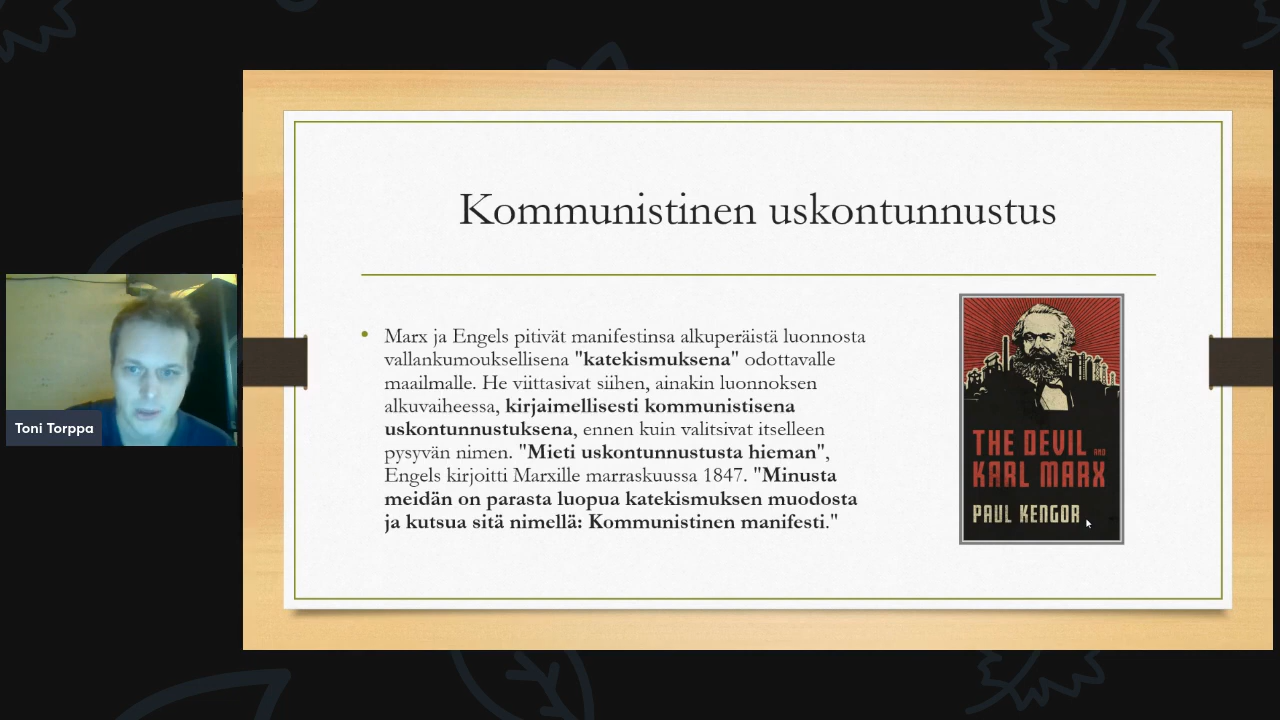 Kommunistinen uskontunnustus
Marx ja Engels pitivät manifestinsa alkuperäistä luonnosta
vallankumouksellisena "katekismuksena" odottavalle
maailmalle. He viittasivat siihen, ainakin luonnoksen
alkuvaiheessa, kirjaimellisesti kommunistisena
uskontunnustuksena, ennen kuin valitsivat itselleen
pysyvän nimen. "Mieti uskontunnustusta hieman",
Engels kirjoitti Marxille marraskuussa 1847. "Minusta
meidän on parasta luopua katekismuksen muodosta
ja kutsua sitä nimellä: Kommunistinen manifesti."
THE DEVIL AND
KARL MARX
PAUL KENGOR
Toni Torppa